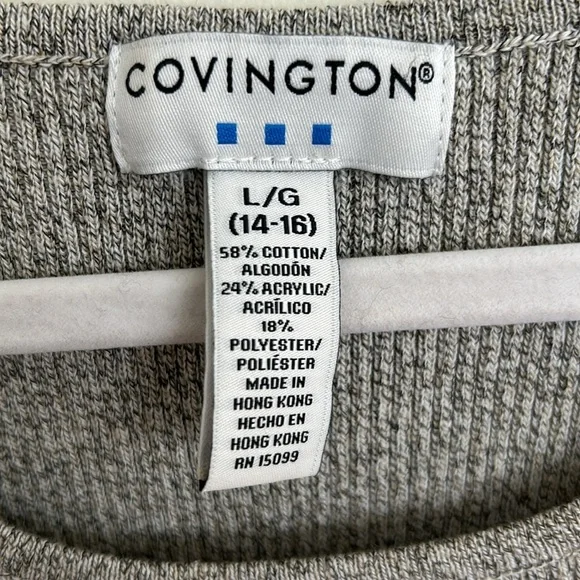 COVINGTON®
L/G
(14-16)
58% COTTON/
ALGODÓN
24% ACRYLIC/
ACRÍLICO
18%
POLYESTER/
POLIÉSTER
MADE IN
HONG KONG
HECHO EN
HONG KONG
RN 15099